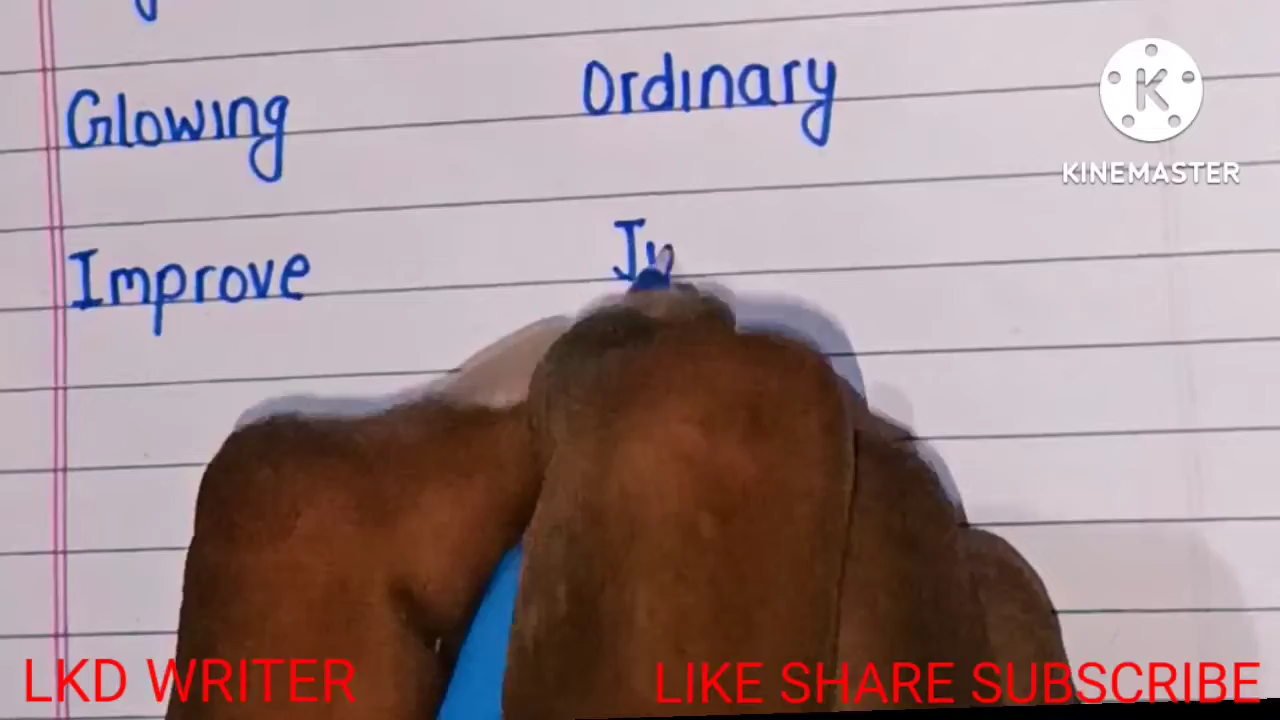 Glowing Ordinary
K
KINEMASTER
Improve
LKD WRITER LIKE SHARE SUBSCRIBE